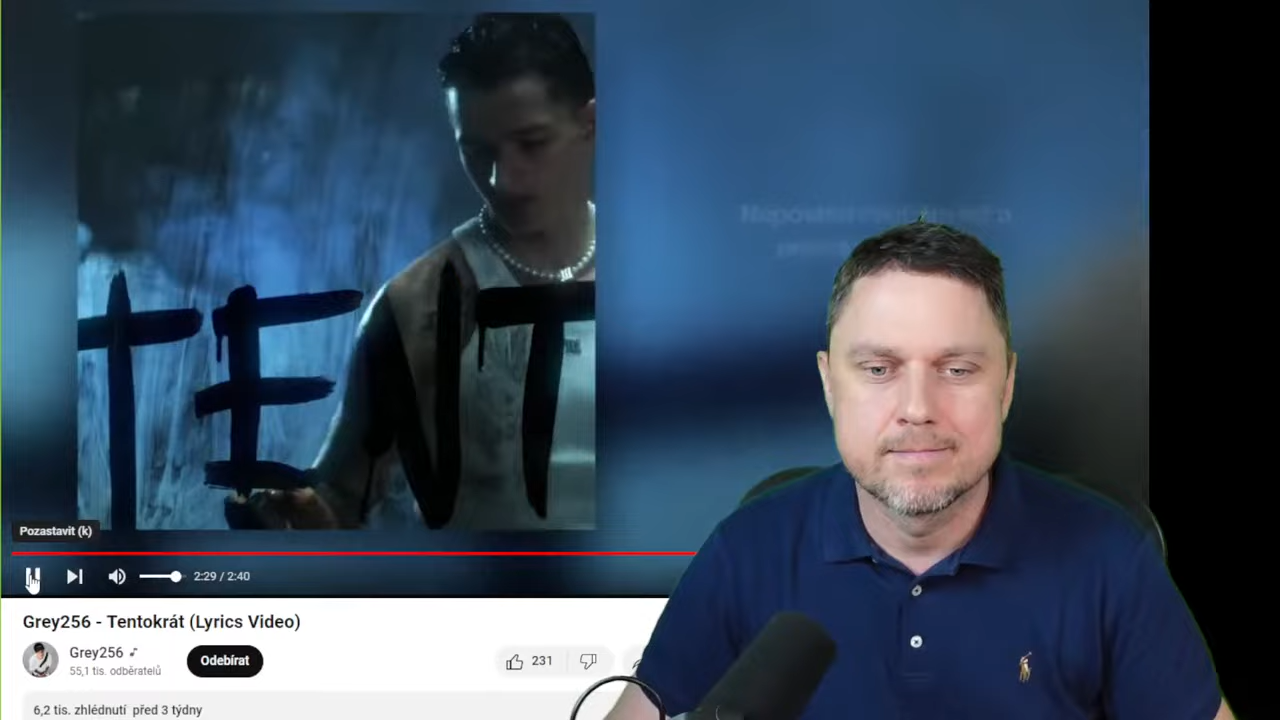 TENT
Pozastavit (k)
2:29 / 2:40
Grey256 - Tentokrát (Lyrics Video)
Grey256
55,1 tis. odběratelů
Odebírat
231
6,2 tis. zhlédnutí před 3 týdny